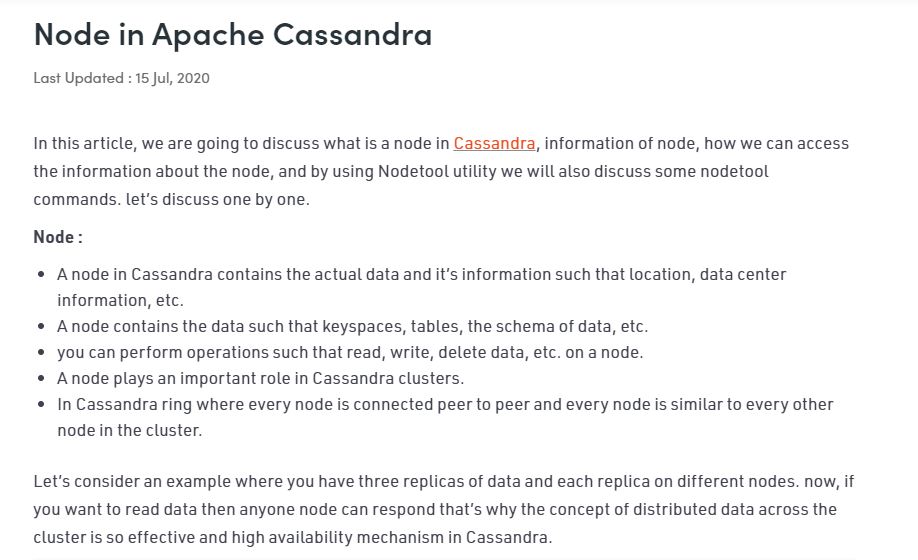 Node in Apache Cassandra
Last Updated : 15 Jul, 2020
In this article, we are going to discuss what is a node in Cassandra, information of node, how we can access
the information about the node, and by using Nodetool utility we will also discuss some nodetool
commands. let's discuss one by one.
Node :
• A node in Cassandra contains the actual data and it's information such that location, data center
information, etc.
• A node contains the data such that keyspaces, tables, the schema of data, etc.
• you can perform operations such that read, write, delete data, etc. on a node.
• A node plays an important role in Cassandra clusters.
• In Cassandra ring where every node is connected peer to peer and every node is similar to every other
node in the cluster.
Let's consider an example where you have three replicas of data and each replica on different nodes. now, if
you want to read data then anyone node can respond that's why the concept of distributed data across the
cluster is so effective and high availability mechanism in Cassandra.